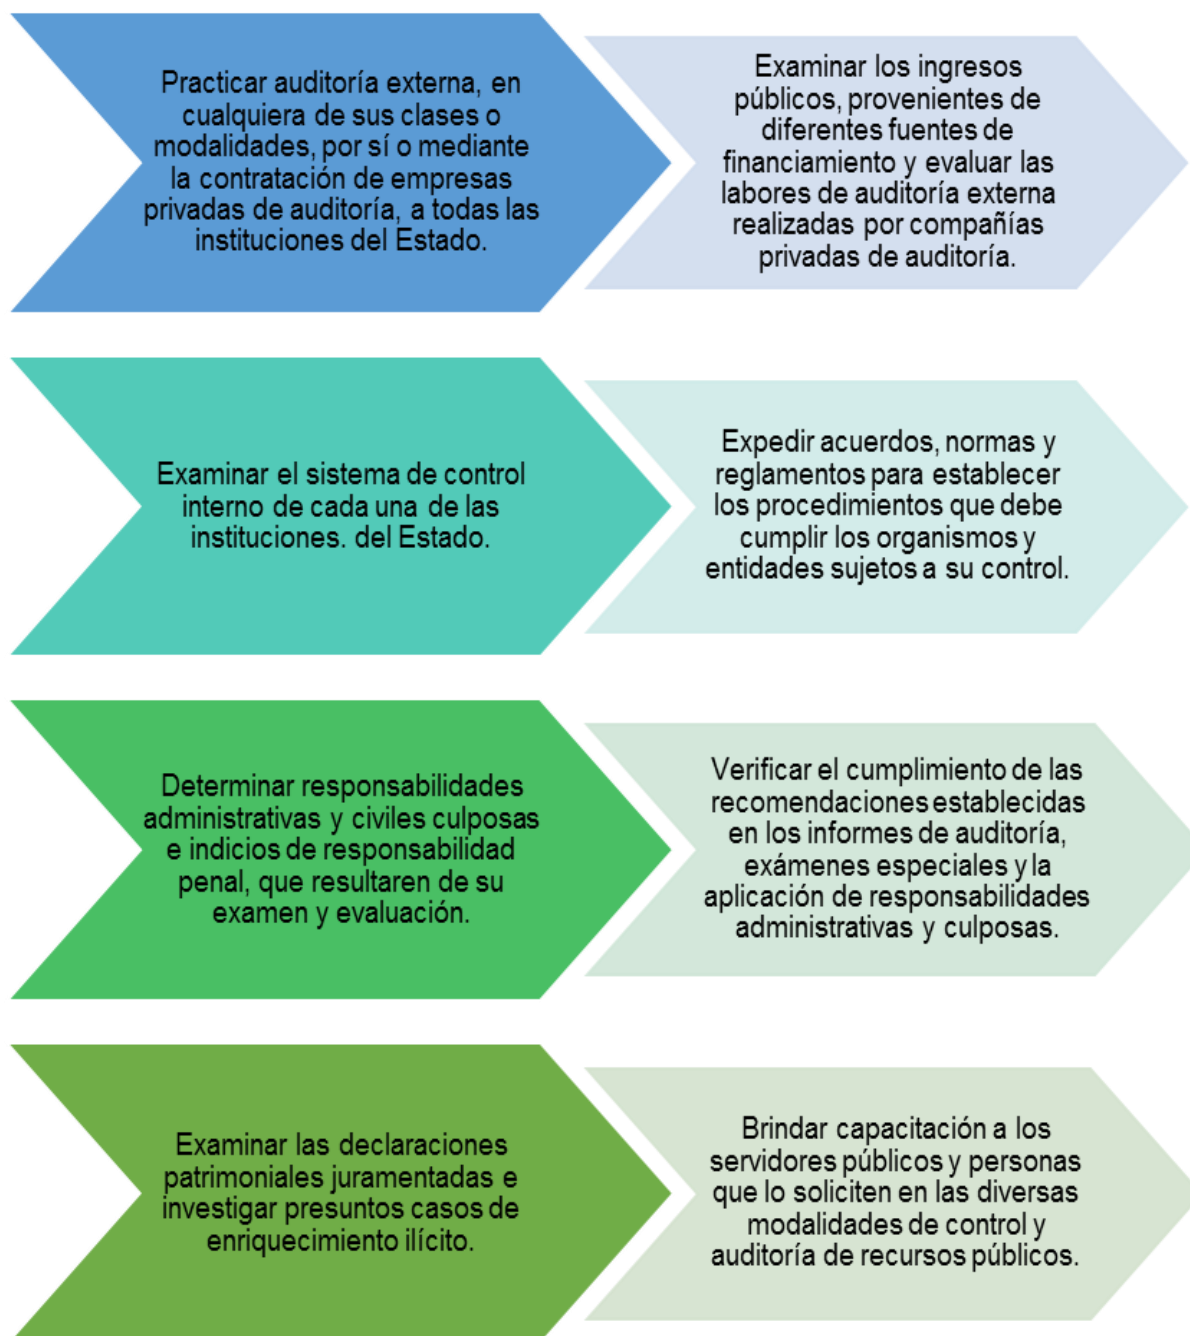 Practicar auditoría externa, en
cualquiera de sus clases o
modalidades, por sí o mediante
la contratación de empresas
privadas de auditoría, a todas las
instituciones del Estado.
Examinar los ingresos
públicos, provenientes de
diferentes fuentes de
financiamiento y evaluar las
labores de auditoría externa
realizadas por compañías
privadas de auditoría.
Examinar el sistema de control
interno de cada una de las
instituciones. del Estado.
Expedir acuerdos, normas y
reglamentos para establecer
los procedimientos que debe
cumplir los organismos y
entidades sujetos a su control.
Determinar responsabilidades
administrativas y civiles culposas
e indicios de responsabilidad
penal, que resultaren de su
examen y evaluación.
Verificar el cumplimiento de las
recomendaciones establecidas
en los informes de auditoría,
exámenes especiales y la
aplicación de responsabilidades
administrativas y culposas.
Examinar las declaraciones
patrimoniales juramentadas e
investigar presuntos casos de
enriquecimiento ilícito.
Brindar capacitación a los
servidores públicos y personas
que lo soliciten en las diversas
modalidades de control y
auditoría de recursos públicos.